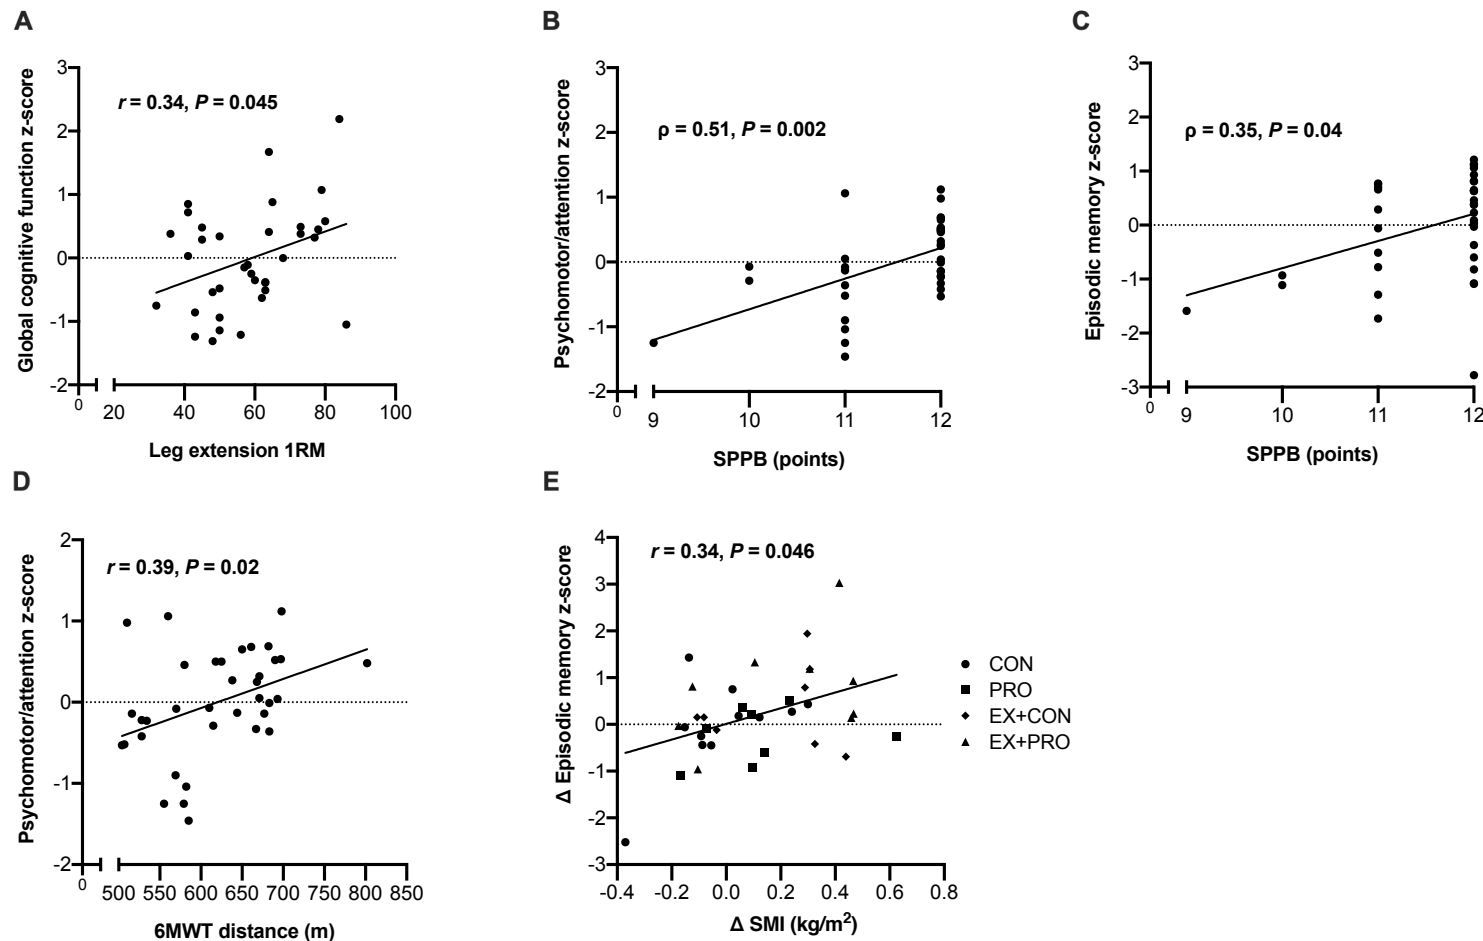 A
Global cognitive function z-score
r = 0.34, P = 0.045
3
2
1
0
-1
-2
0
20
40
60
80
100
Leg extension 1RM
B
Psychomotor/attention z-score
ρ = 0.51, P = 0.002
3
2
1
0
-1
-2
0
9
10
11
12
SPPB (points)
C
Episodic memory z-score
ρ = 0.35, P = 0.04
3
2
1
0
-1
-2
-3
0
9
10
11
12
SPPB (points)
D
Psychomotor/attention z-score
r = 0.39, P = 0.02
2
1
0
-1
-2
0
500
550
600
650
700
750
800
850
6MWT distance (m)
E
Δ Episodic memory z-score
r = 0.34, P = 0.046
4
3
2
1
0
-1
-2
-3
-0.4
-0.2
0.0
0.2
0.4
0.6
0.8
Δ SMI (kg/m²)
CON
PRO
EX+CON
EX+PRO